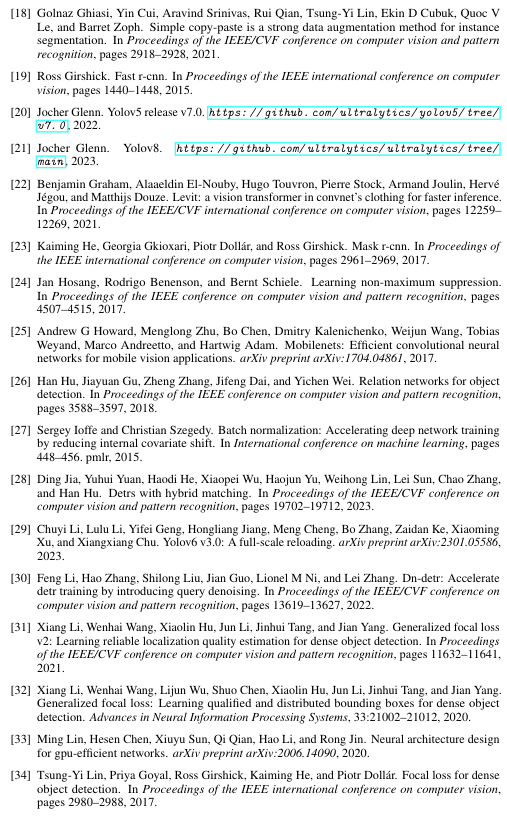 [18] Golnaz Ghiasi, Yin Cui, Aravind Srinivas, Rui Qian, Tsung-Yi Lin, Ekin D Cubuk, Quoc V
Le, and Barret Zoph. Simple copy-paste is a strong data augmentation method for instance
segmentation. In Proceedings of the IEEE/CVF conference on computer vision and pattern
recognition, pages 2918–2928, 2021.
[19] Ross Girshick. Fast r-cnn. In Proceedings of the IEEE international conference on computer
vision, pages 1440–1448, 2015.
[20] Jocher Glenn. Yolov5 release v7.0. https://github.com/ultralytics/yolov5/tree/
v7.0, 2022.
[21] Jocher Glenn. Yolov8. https://github.com/ultralytics/ultralytics/tree/
main, 2023.
[22] Benjamin Graham, Alaaeldin El-Nouby, Hugo Touvron, Pierre Stock, Armand Joulin, Hervé
Jégou, and Matthijs Douze. Levit: a vision transformer in convnet's clothing for faster inference.
In Proceedings of the IEEE/CVF international conference on computer vision, pages 12259–
12269, 2021.
[23] Kaiming He, Georgia Gkioxari, Piotr Dollár, and Ross Girshick. Mask r-cnn. In Proceedings of
the IEEE international conference on computer vision, pages 2961–2969, 2017.
[24] Jan Hosang, Rodrigo Benenson, and Bernt Schiele. Learning non-maximum suppression.
In Proceedings of the IEEE conference on computer vision and pattern recognition, pages
4507–4515, 2017.
[25] Andrew G Howard, Menglong Zhu, Bo Chen, Dmitry Kalenichenko, Weijun Wang, Tobias
Weyand, Marco Andreetto, and Hartwig Adam. Mobilenets: Efficient convolutional neural
networks for mobile vision applications. arXiv preprint arXiv:1704.04861, 2017.
[26] Han Hu, Jiayuan Gu, Zheng Zhang, Jifeng Dai, and Yichen Wei. Relation networks for object
detection. In Proceedings of the IEEE conference on computer vision and pattern recognition,
pages 3588–3597, 2018.
[27] Sergey Ioffe and Christian Szegedy. Batch normalization: Accelerating deep network training
by reducing internal covariate shift. In International conference on machine learning, pages
448–456. pmlr, 2015.
[28] Ding Jia, Yuhui Yuan, Haodi He, Xiaopei Wu, Haojun Yu, Weihong Lin, Lei Sun, Chao Zhang,
and Han Hu. Detrs with hybrid matching. In Proceedings of the IEEE/CVF conference on
computer vision and pattern recognition, pages 19702–19712, 2023.
[29] Chuyi Li, Lulu Li, Yifei Geng, Hongliang Jiang, Meng Cheng, Bo Zhang, Zaidan Ke, Xiaoming
Xu, and Xiangxiang Chu. Yolov6 v3.0: A full-scale reloading. arXiv preprint arXiv:2301.05586,
2023.
[30] Feng Li, Hao Zhang, Shilong Liu, Jian Guo, Lionel M Ni, and Lei Zhang. Dn-detr: Accelerate
detr training by introducing query denoising. In Proceedings of the IEEE/CVF conference on
computer vision and pattern recognition, pages 13619–13627, 2022.
[31] Xiang Li, Wenhai Wang, Xiaolin Hu, Jun Li, Jinhui Tang, and Jian Yang. Generalized focal loss
v2: Learning reliable localization quality estimation for dense object detection. In Proceedings
of the IEEE/CVF conference on computer vision and pattern recognition, pages 11632–11641,
2021.
[32] Xiang Li, Wenhai Wang, Lijun Wu, Shuo Chen, Xiaolin Hu, Jun Li, Jinhui Tang, and Jian Yang.
Generalized focal loss: Learning qualified and distributed bounding boxes for dense object
detection. Advances in Neural Information Processing Systems, 33:21002–21012, 2020.
[33] Ming Lin, Hesen Chen, Xiuyu Sun, Qi Qian, Hao Li, and Rong Jin. Neural architecture design
for gpu-efficient networks. arXiv preprint arXiv:2006.14090, 2020.
[34] Tsung-Yi Lin, Priya Goyal, Ross Girshick, Kaiming He, and Piotr Dollár. Focal loss for dense
object detection. In Proceedings of the IEEE international conference on computer vision,
pages 2980–2988, 2017.